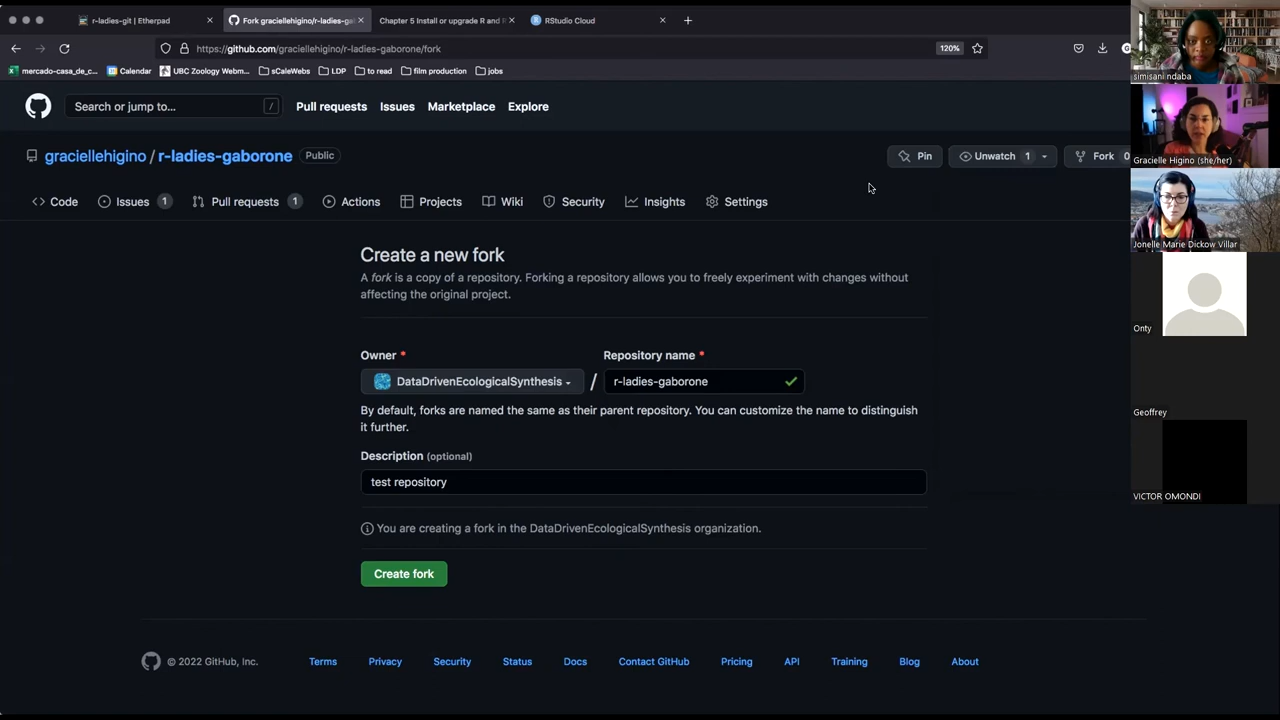 r-ladies-git | Etherpad
Fork graciellehigino/r-ladies-ga
Chapter 5 Install or upgrade R and
RStudio Cloud
https://github.com/graciellehigino/r-ladies-gaborone/fork
120%
mercado-casa_de_c...
Calendar
UBC Zoology Webm...
sCaleWebs
LDP
to read
film production
jobs
Search or jump to...
/
Pull requests
Issues
Marketplace
Explore
graciellehigino / r-ladies-gaborone
Public
Pin
Unwatch 1
Fork 0
Code
Issues 1
Pull requests 1
Actions
Projects
Wiki
Security
Insights
Settings
Create a new fork
A fork is a copy of a repository. Forking a repository allows you to freely experiment with changes without
affecting the original project.
Owner *
Repository name *
DataDrivenEcologicalSynthesis
/
r-ladies-gaborone
By default, forks are named the same as their parent repository. You can customize the name to distinguish
it further.
Description (optional)
test repository
You are creating a fork in the DataDrivenEcologicalSynthesis organization.
Create fork
© 2022 GitHub, Inc.
Terms
Privacy
Security
Status
Docs
Contact GitHub
Pricing
API
Training
Blog
About
simisani ndaba
Gracielle Higino (she/her)
Jonelle Marie Dickow Villar
Onty
Geoffrey
VICTOR OMONDI